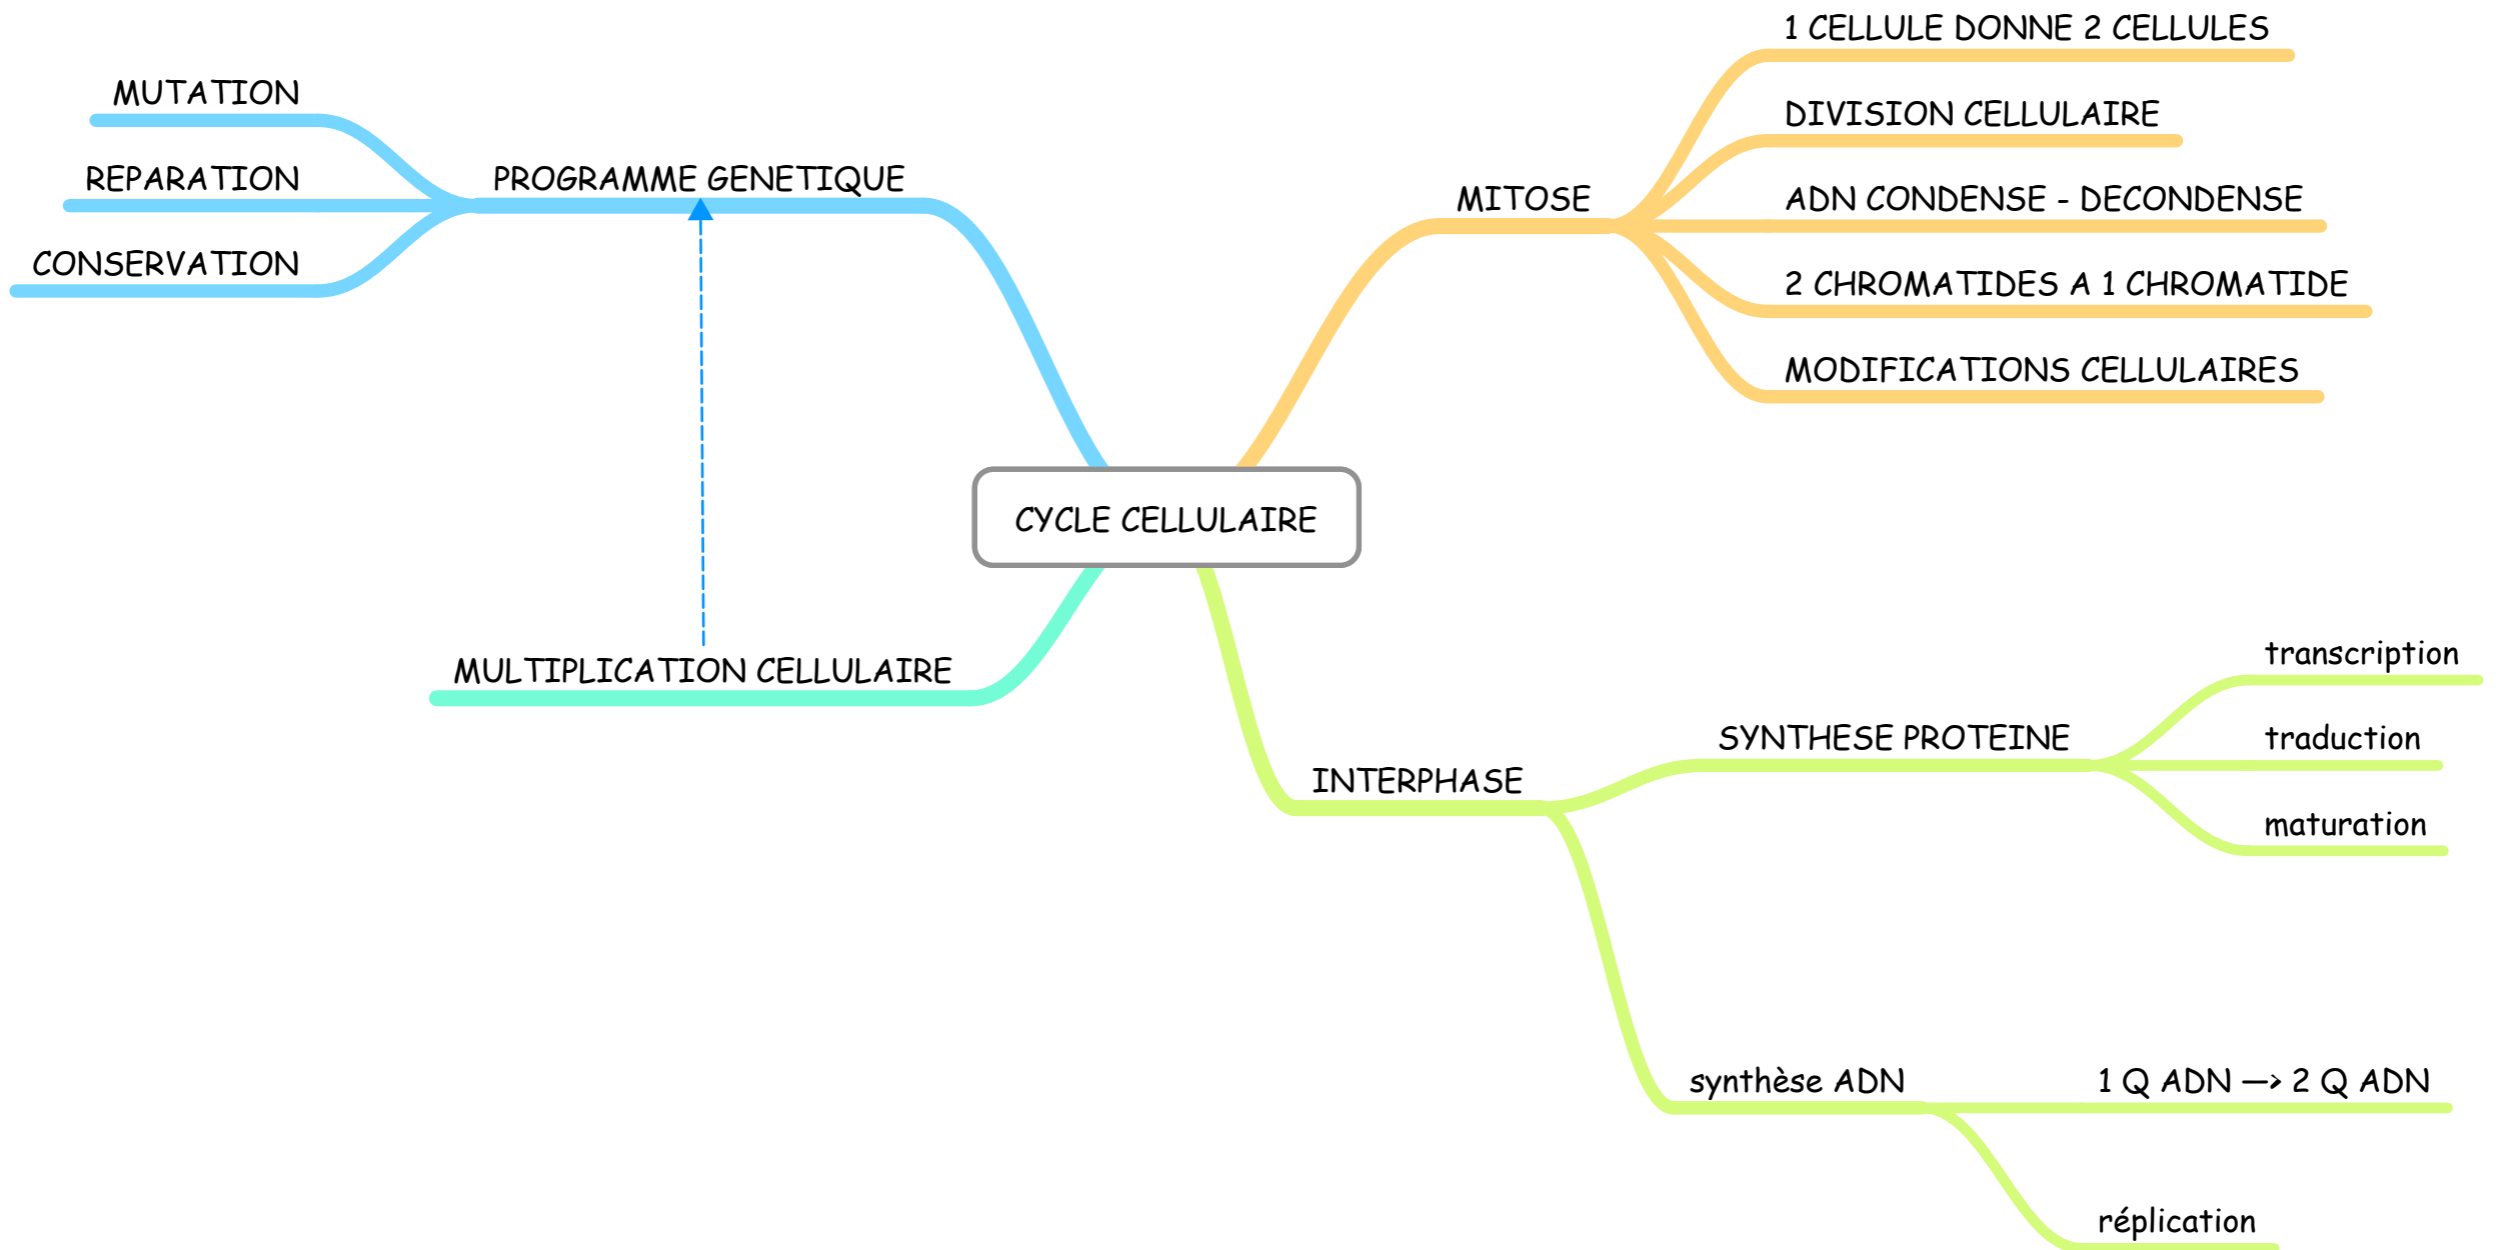 MUTATION
REPARATION
CONSERVATION
PROGRAMME GENETIQUE
MULTIPLICATION CELLULAIRE
CYCLE CELLULAIRE
MITOSE
1 CELLULE DONNE 2 CELLULES
DIVISION CELLULAIRE
ADN CONDENSE - DECONDENSE
2 CHROMATIDES A 1 CHROMATIDE
MODIFICATIONS CELLULAIRES
INTERPHASE
SYNTHESE PROTEINE
transcription
traduction
maturation
synthèse ADN
1 Q ADN —> 2 Q ADN
réplication